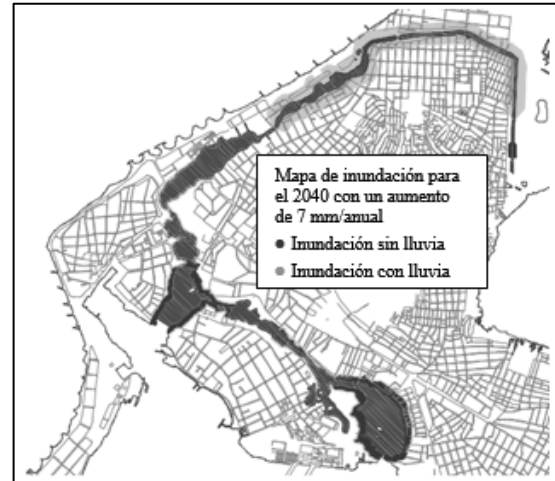 Mapa de inundación para
el 2040 con un aumento
de 7 mm/anual
Inundación sin lluvia
Inundación con lluvia